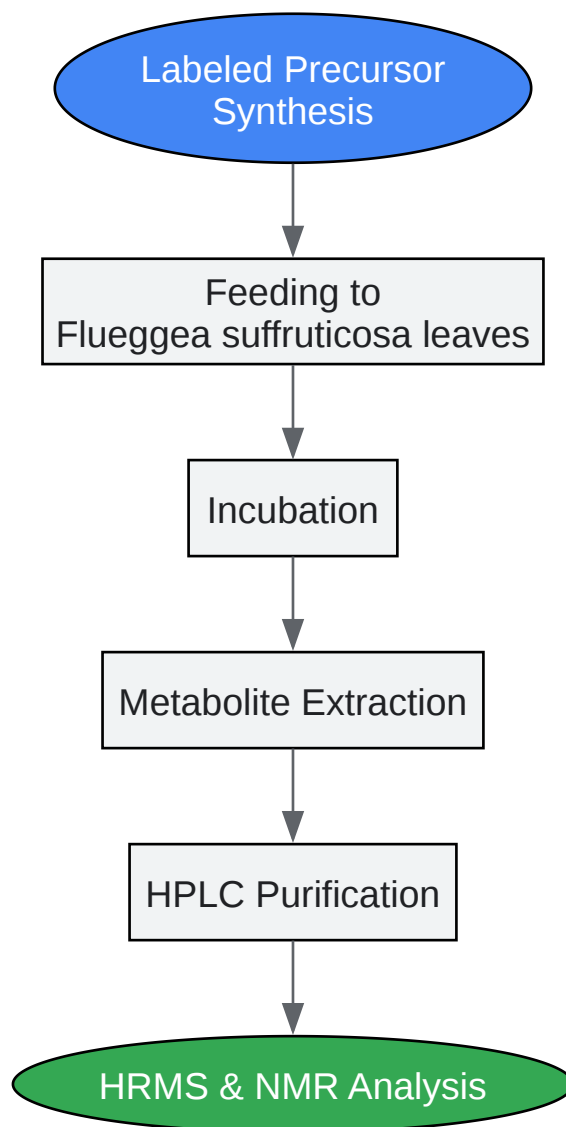 Labeled Precursor
Synthesis
Feeding to
Flueggea suffruticosa leaves
Incubation
Metabolite Extraction
HPLC Purification
HRMS & NMR Analysis